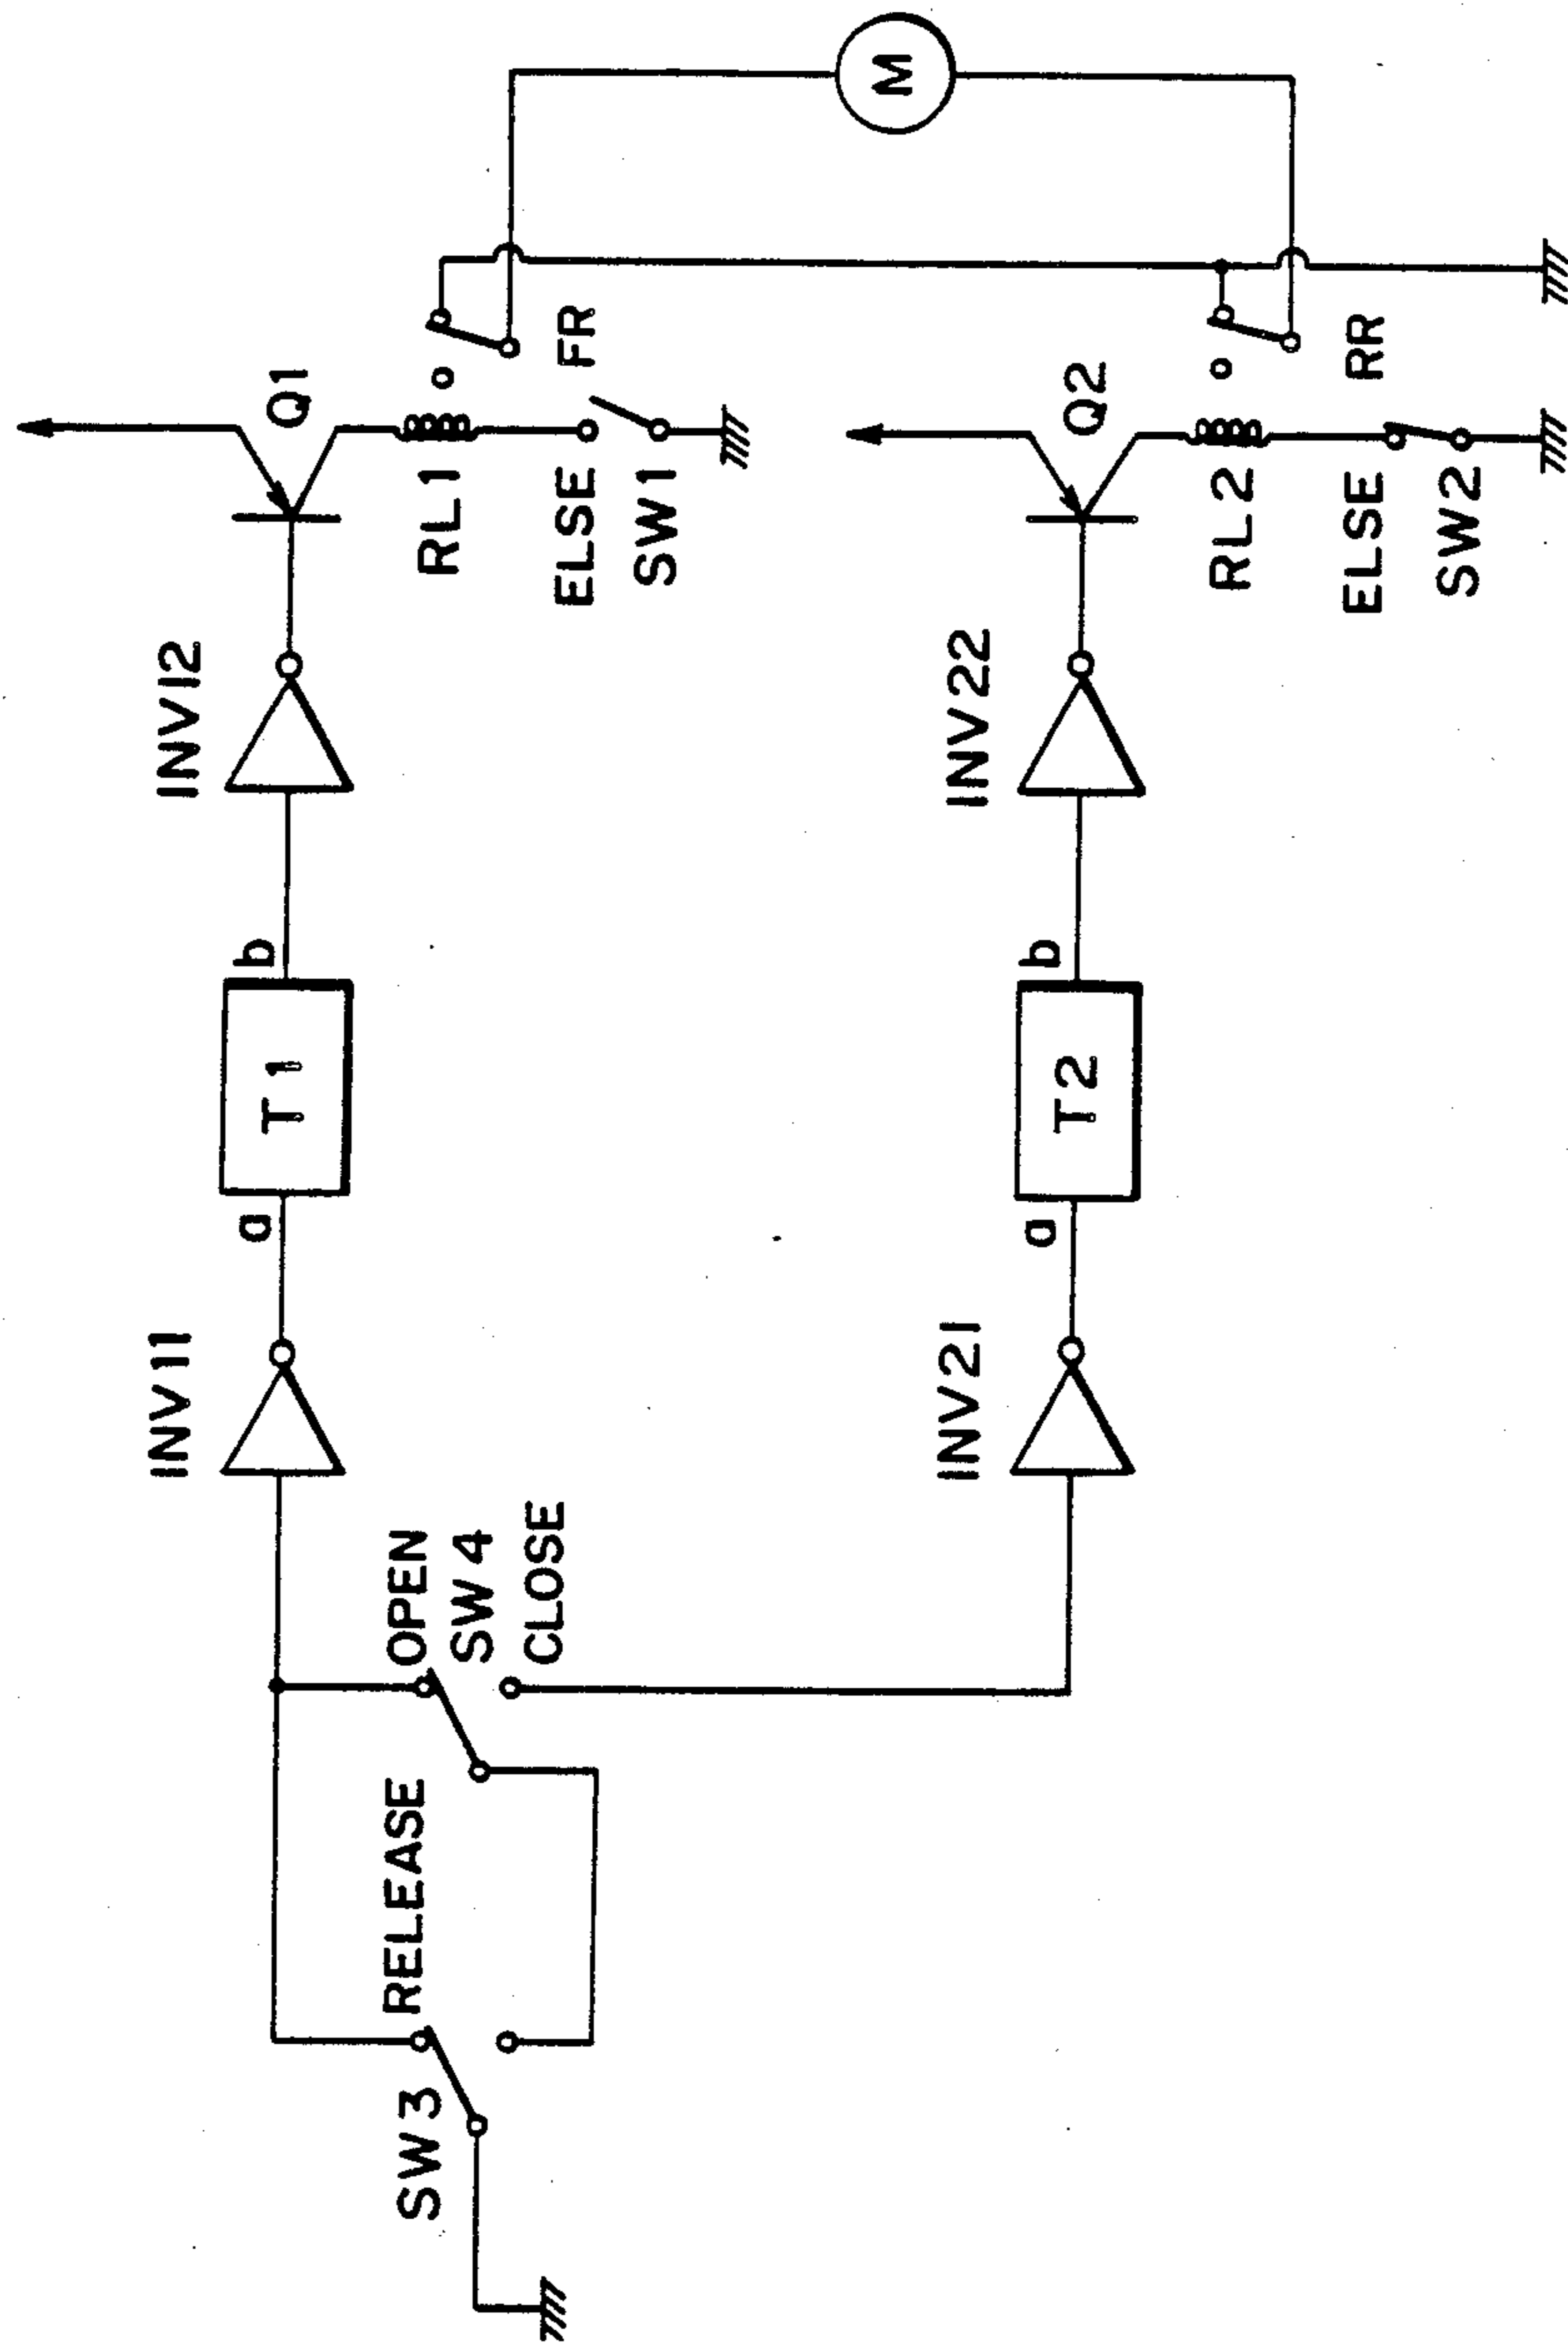 SW3
RELEASE
OPEN
SW4
CLOSE
INV11
a
T1
b
INV12
Q1
RL1
ELSE
SW1
FR
M
INV21
a
T2
b
INV22
Q2
RL2
ELSE
SW2
RR